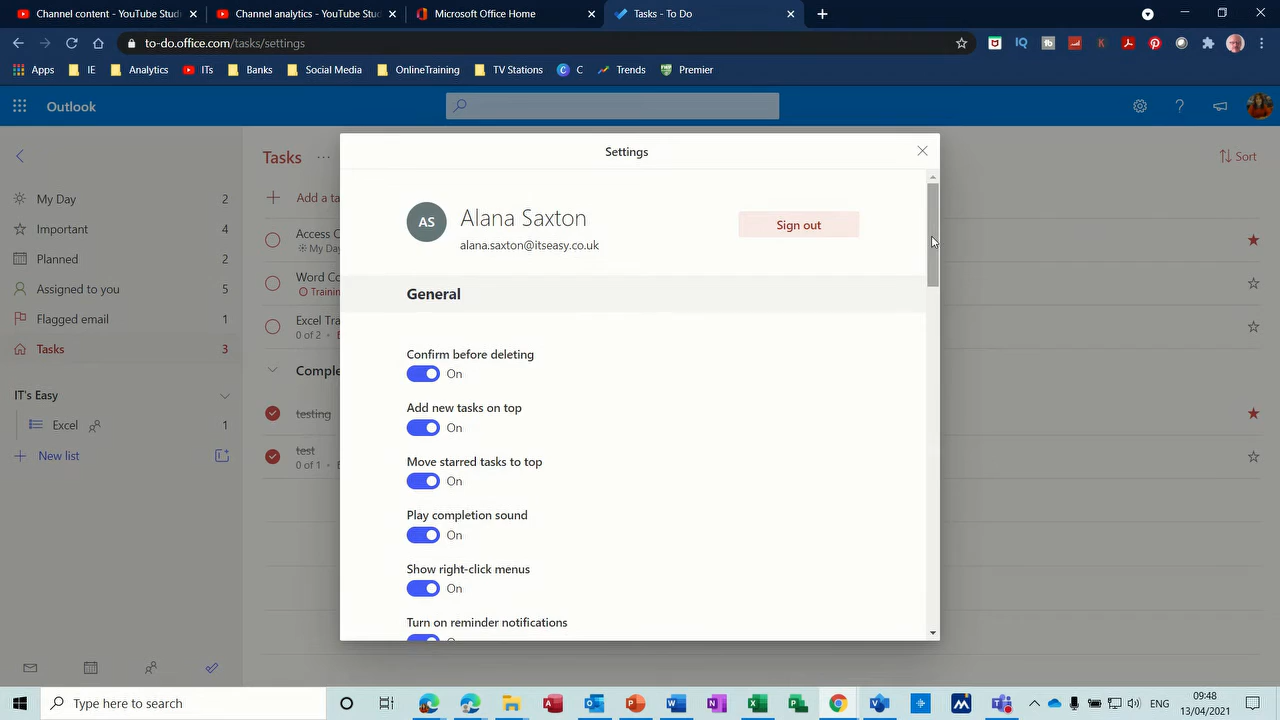 Channel content - YouTube Studi
Channel analytics - YouTube Stu
Microsoft Office Home
Tasks - To Do
to-do.office.com/tasks/settings
Apps
IE
Analytics
ITs
Banks
Social Media
OnlineTraining
TV Stations
C
Trends
Premier
Outlook
Settings
Tasks
Sort
My Day 2
Add a ta
AS
Alana Saxton
Sign out
Important 4
Access C
alana.saxton@itseasy.co.uk
My Day
Planned 2
Word Co
Assigned to you 5
Trainin
General
Flagged email 1
Excel Tra
0 of 2
Tasks 3
Confirm before deleting
Comple
On
IT's Easy
Add new tasks on top
testing
Excel 1
On
New list
test
0 of 1
Move starred tasks to top
On
Play completion sound
On
Show right-click menus
On
Turn on reminder notifications
Type here to search
ENG
09:48
13/04/2021